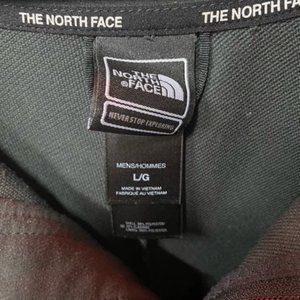 THE NORTH FACE
THE NORTH FACE
THE
NORTH
FACE
NEVER STOP EXPLORING
MENS/HOMMES
L/G
MADE IN VIETNAM
FABRIQUÉ AU VIETNAM